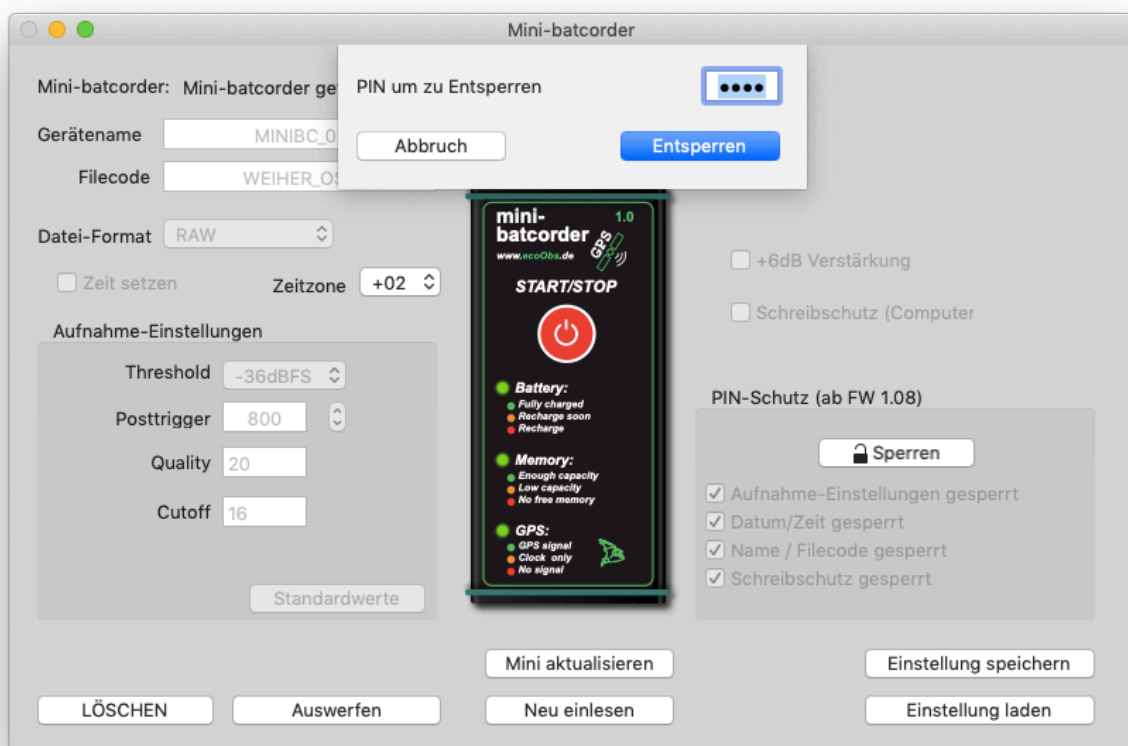 Mini-batcorder
PIN um zu Entsperren ●●●●
Abbruch Entsperren
Mini-batcorder: Mini-batcorder
Gerätename MINIBC_0
Filecode WEIHER_OS
Datei-Format RAW
Zeit setzen Zeitzone +02
Aufnahme-Einstellungen
Threshold -36dBFS
Posttrigger 800
Quality 20
Cutoff 16
Standardwerte
mini- 1.0
batcorder GPS
www.ecoObs.de
START/STOP
Battery:
Fully charged
Recharge soon
Recharge
Memory:
Enough capacity
Low capacity
No free memory
GPS:
GPS signal
Clock only
No signal
+6dB Verstärkung
Schreibschutz (Computer
PIN-Schutz (ab FW 1.08)
Sperren
Aufnahme-Einstellungen gesperrt
Datum/Zeit gesperrt
Name / Filecode gesperrt
Schreibschutz gesperrt
Mini aktualisieren Einstellung speichern
LÖSCHEN Auswerfen Neu einlesen Einstellung laden